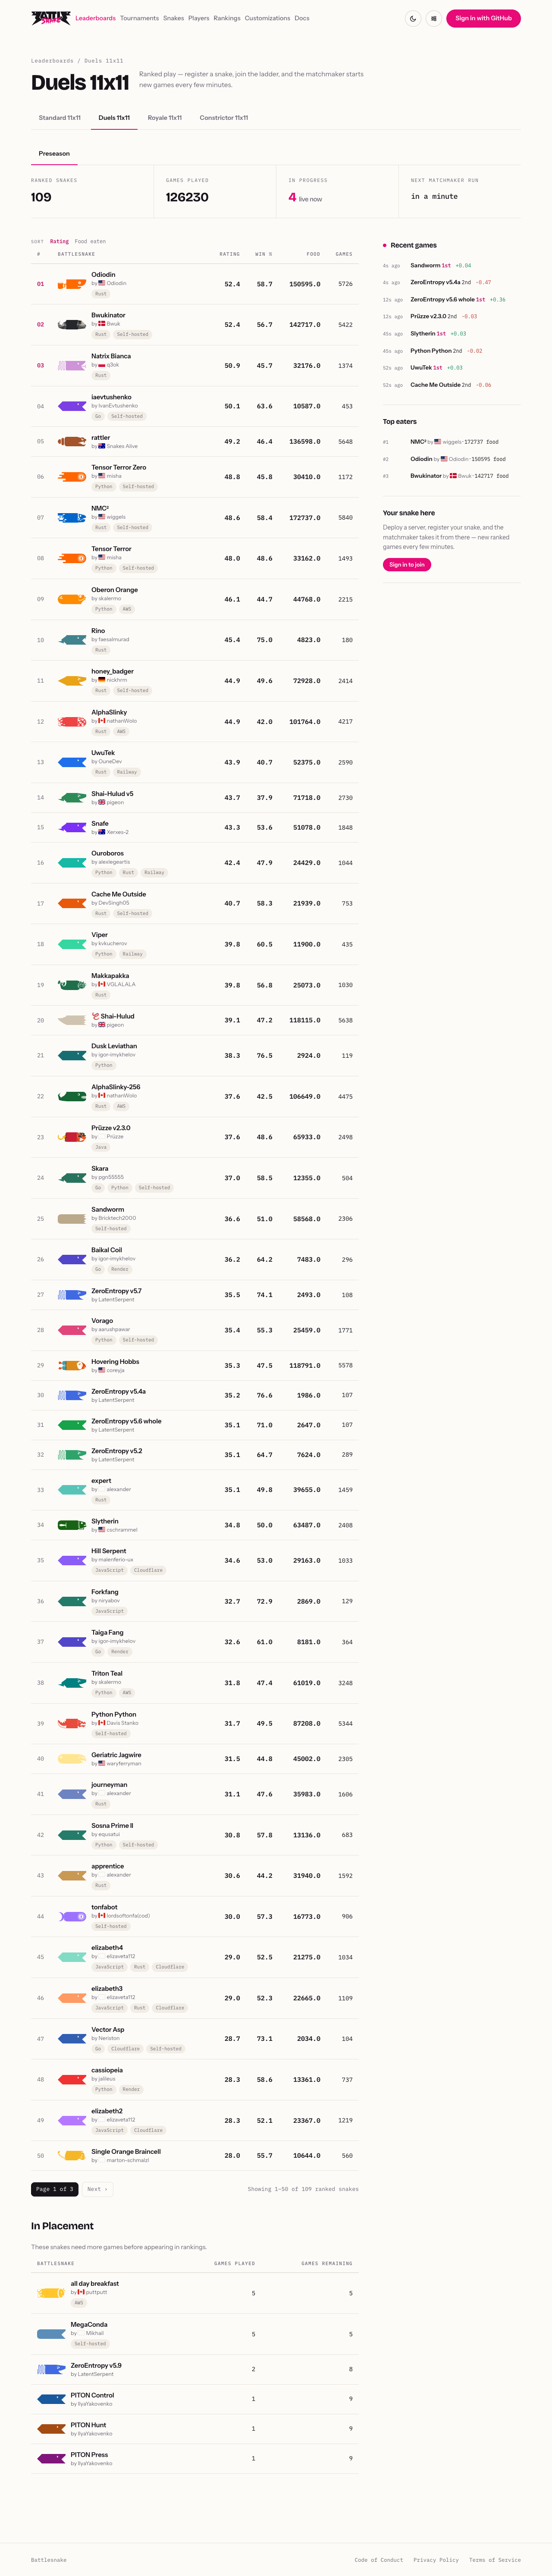 BATTLE SNAKE
Leaderboards Tournaments Snakes Players Rankings Customizations Docs
Sign in with GitHub
Leaderboards / Duels 11x11
Duels 11x11
Ranked play — register a snake, join the ladder, and the matchmaker starts
new games every few minutes.
Standard 11x11 Duels 11x11 Royale 11x11 Constrictor 11x11
Preseason
RANKED SNAKES
109
GAMES PLAYED
126230
IN PROGRESS
4 live now
NEXT MATCHMAKER RUN
in a minute
SORT Rating Food eaten
# BATTLESNAKE RATING WIN % FOOD GAMES
01 Odiodin 52.4 58.7 150595.0 5726
by Odiodin
Rust
02 Bwukinator 52.4 56.7 142717.0 5422
by Bwuk
Rust Self-hosted
03 Natrix Bianca 50.9 45.7 32176.0 1374
by q3ok
Rust
04 iaevtushenko 50.1 63.6 10587.0 453
by IvanEvtushenko
Go Self-hosted
05 rattler 49.2 46.4 136598.0 5648
by Snakes Alive
06 Tensor Terror Zero 48.8 45.8 30410.0 1172
by misha
Python Self-hosted
07 NMC² 48.6 58.4 172737.0 5840
by wiggels
Rust Self-hosted
08 Tensor Terror 48.0 48.6 33162.0 1493
by misha
Python Self-hosted
09 Oberon Orange 46.1 44.7 44768.0 2215
by skalermo
Python AWS
10 Rino 45.4 75.0 4823.0 180
by faesalmurad
Rust
11 honey_badger 44.9 49.6 72928.0 2414
by nickhrm
Rust Self-hosted
12 AlphaSlinky 44.9 42.0 101764.0 4217
by nathanWolo
Rust AWS
13 UwuTek 43.9 40.7 52375.0 2590
by OuneDev
Rust Railway
14 Shai-Hulud v5 43.7 37.9 71718.0 2730
by pigeon
15 Snafe 43.3 53.6 51078.0 1848
by Xerxes-2
16 Ouroboros 42.4 47.9 24429.0 1044
by alexlegeartis
Python Rust Railway
17 Cache Me Outside 40.7 58.3 21939.0 753
by DevSingh05
Rust Self-hosted
18 Viper 39.8 60.5 11900.0 435
by kvkucherov
Python Railway
19 Makkapakka 39.8 56.8 25073.0 1030
by VGLALALA
Rust
20 Shai-Hulud 39.1 47.2 118115.0 5638
by pigeon
21 Dusk Leviathan 38.3 76.5 2924.0 119
by igor-imykhelov
Python
22 AlphaSlinky-256 37.6 42.5 106649.0 4475
by nathanWolo
Rust AWS
23 Prüzze v2.3.0 37.6 48.6 65933.0 2498
by Prüzze
Java
24 Skara 37.0 58.5 12355.0 504
by pgn55555
Go Python Self-hosted
25 Sandworm 36.6 51.0 58568.0 2306
by Bricktech2000
Self-hosted
26 Baikal Coil 36.2 64.2 7483.0 296
by igor-imykhelov
Go Render
27 ZeroEntropy v5.7 35.5 74.1 2493.0 108
by LatentSerpent
28 Vorago 35.4 55.3 25459.0 1771
by aarushpawar
Python Self-hosted
29 Hovering Hobbs 35.3 47.5 118791.0 5578
by coreyja
30 ZeroEntropy v5.4a 35.2 76.6 1986.0 107
by LatentSerpent
31 ZeroEntropy v5.6 whole 35.1 71.0 2647.0 107
by LatentSerpent
32 ZeroEntropy v5.2 35.1 64.7 7624.0 289
by LatentSerpent
33 expert 35.1 49.8 39655.0 1459
by alexander
Rust
34 Slytherin 34.8 50.0 63487.0 2408
by cschrammel
35 Hill Serpent 34.6 53.0 29163.0 1033
by malenferio-ux
JavaScript Cloudflare
36 Forkfang 32.7 72.9 2869.0 129
by niryabov
JavaScript
37 Taiga Fang 32.6 61.0 8181.0 364
by igor-imykhelov
Go Render
38 Triton Teal 31.8 47.4 61019.0 3248
by skalermo
Python AWS
39 Python Python 31.7 49.5 87208.0 5344
by Davis Stanko
Self-hosted
40 Geriatric Jagwire 31.5 44.8 45002.0 2305
by waryferryman
41 journeyman 31.1 47.6 35983.0 1606
by alexander
Rust
42 Sosna Prime II 30.8 57.8 13136.0 683
by equsatui
Python Self-hosted
43 apprentice 30.6 44.2 31940.0 1592
by alexander
Rust
44 tonfabot 30.0 57.3 16773.0 906
by lordsoftonfa(cod)
Self-hosted
45 elizabeth4 29.0 52.5 21275.0 1034
by elizaveta112
JavaScript Rust Cloudflare
46 elizabeth3 29.0 52.3 22665.0 1109
by elizaveta112
JavaScript Rust Cloudflare
47 Vector Asp 28.7 73.1 2034.0 104
by Neriston
Go Cloudflare Self-hosted
48 cassiopeia 28.3 58.6 13361.0 737
by jalileus
Python Render
49 elizabeth2 28.3 52.1 23367.0 1219
by elizaveta112
JavaScript Cloudflare
50 Single Orange Braincell 28.0 55.7 10644.0 560
by marton-schmalzl
Page 1 of 3 Next ›
Showing 1–50 of 109 ranked snakes
Recent games
4s ago Sandworm 1st +0.04
4s ago ZeroEntropy v5.4a 2nd -0.47
12s ago ZeroEntropy v5.6 whole 1st +0.36
12s ago Prüzze v2.3.0 2nd -0.03
45s ago Slytherin 1st +0.03
45s ago Python Python 2nd -0.02
52s ago UwuTek 1st +0.03
52s ago Cache Me Outside 2nd -0.06
Top eaters
#1 NMC² by wiggels · 172737 food
#2 Odiodin by Odiodin · 150595 food
#3 Bwukinator by Bwuk · 142717 food
Your snake here
Deploy a server, register your snake, and the
matchmaker takes it from there — new ranked
games every few minutes.
Sign in to join
In Placement
These snakes need more games before appearing in rankings.
BATTLESNAKE GAMES PLAYED GAMES REMAINING
all day breakfast 5 5
by puttputt
AWS
MegaConda 5 5
by Mikhail
Self-hosted
ZeroEntropy v5.9 2 8
by LatentSerpent
PITON Control 1 9
by IlyaYakovenko
PITON Hunt 1 9
by IlyaYakovenko
PITON Press 1 9
by IlyaYakovenko
Battlesnake
Code of Conduct Privacy Policy Terms of Service